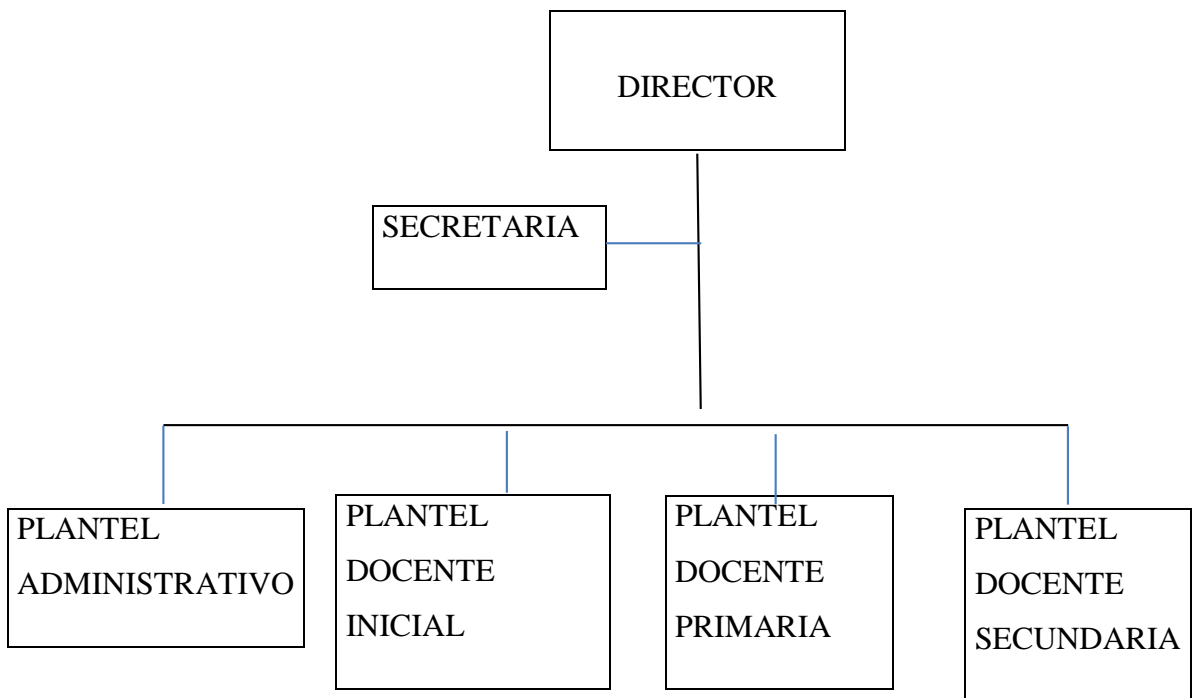 DIRECTOR
SECRETARIA
PLANTEL
ADMINISTRATIVO
PLANTEL
DOCENTE
INICIAL
PLANTEL
DOCENTE
PRIMARIA
PLANTEL
DOCENTE
SECUNDARIA